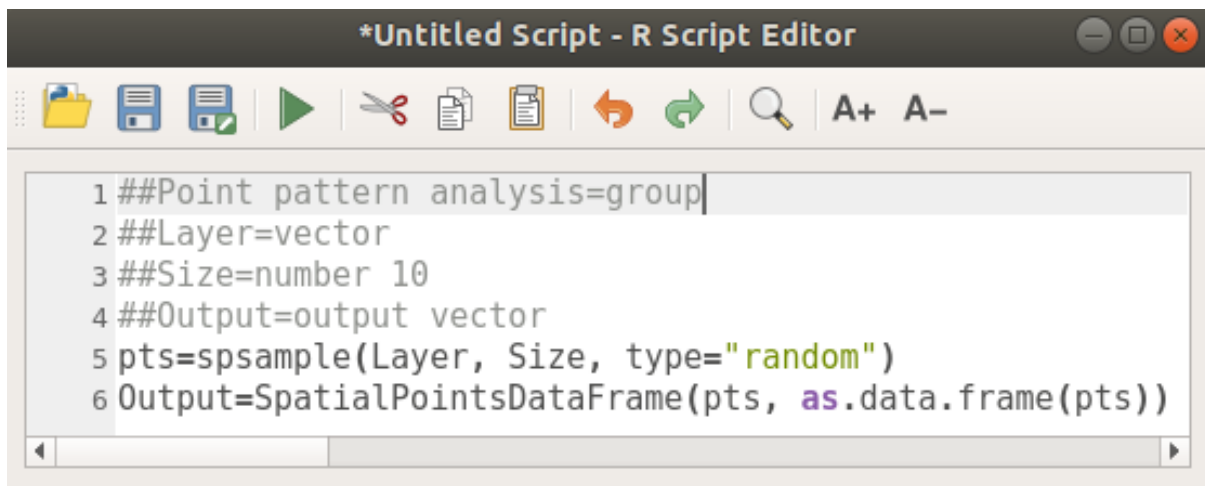 *Untitled Script - R Script Editor
A+ A-
1 ##Point pattern analysis=group
2 ##Layer=vector
3 ##Size=number 10
4 ##Output=output vector
5 pts=spsample(Layer, Size, type="random")
6 Output=SpatialPointsDataFrame(pts, as.data.frame(pts))